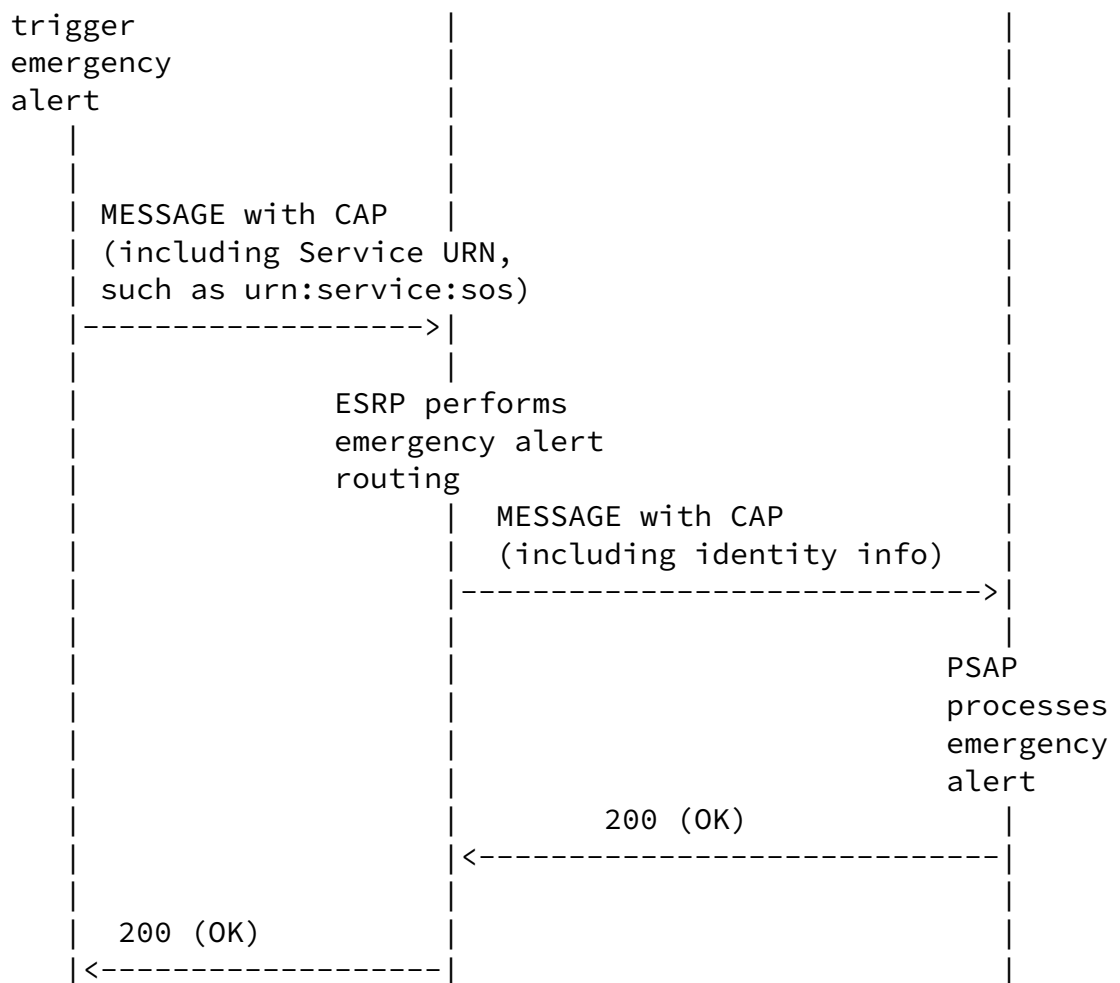 trigger
emergency
alert
MESSAGE with CAP
(including Service URN,
such as urn:service:sos)
ESRP performs
emergency alert
routing
MESSAGE with CAP
(including identity info)
PSAP
processes
emergency
alert
200 (OK)
200 (OK)